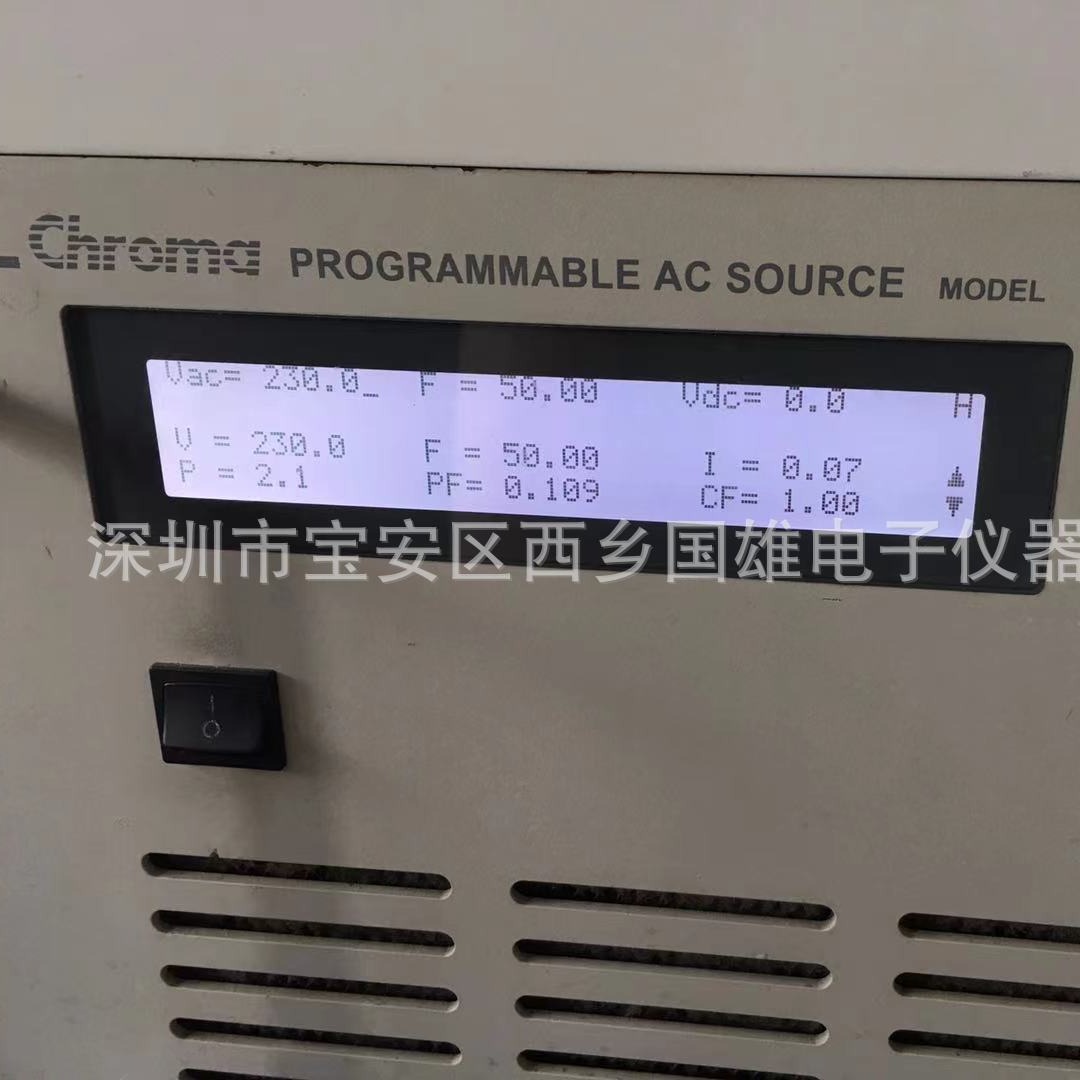 Chroma PROGRAMMABLE AC SOURCE MODEL
Vac= 230.0_ F = 50.00 Vdc= 0.0 H
V = 230.0 F = 50.00 I = 0.07
P = 2.1 PF= 0.109 CF= 1.00
深圳市宝安区西乡国雄电子仪器